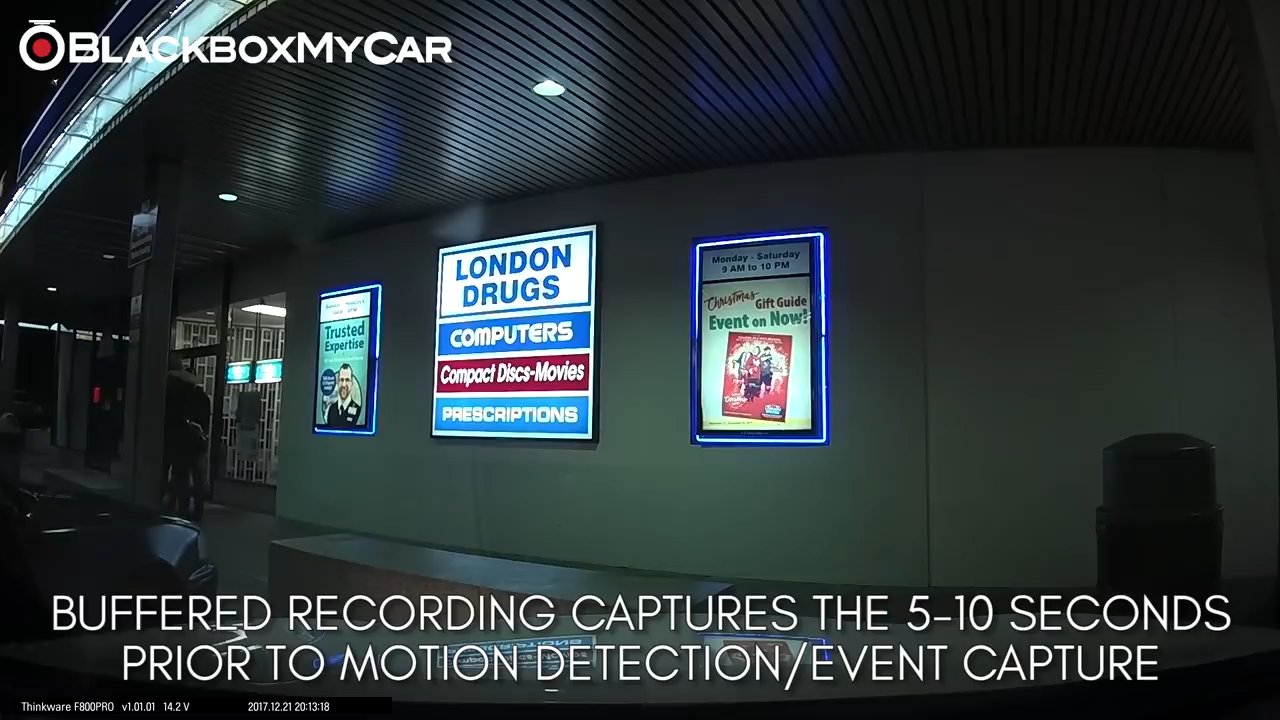 BLACKBOXMYCAR
LONDON
DRUGS
COMPUTERS
Compact Discs-Movies
PRESCRIPTIONS
Monday - Saturday
9 AM to 10 PM
Christmas Gift Guide
Event on Now!
Trusted
Expertise
BUFFERED RECORDING CAPTURES THE 5-10 SECONDS
PRIOR TO MOTION DETECTION/EVENT CAPTURE
Thinkware F800PRO v1.01.01 14.2 V 2017.12.21 20:13:18